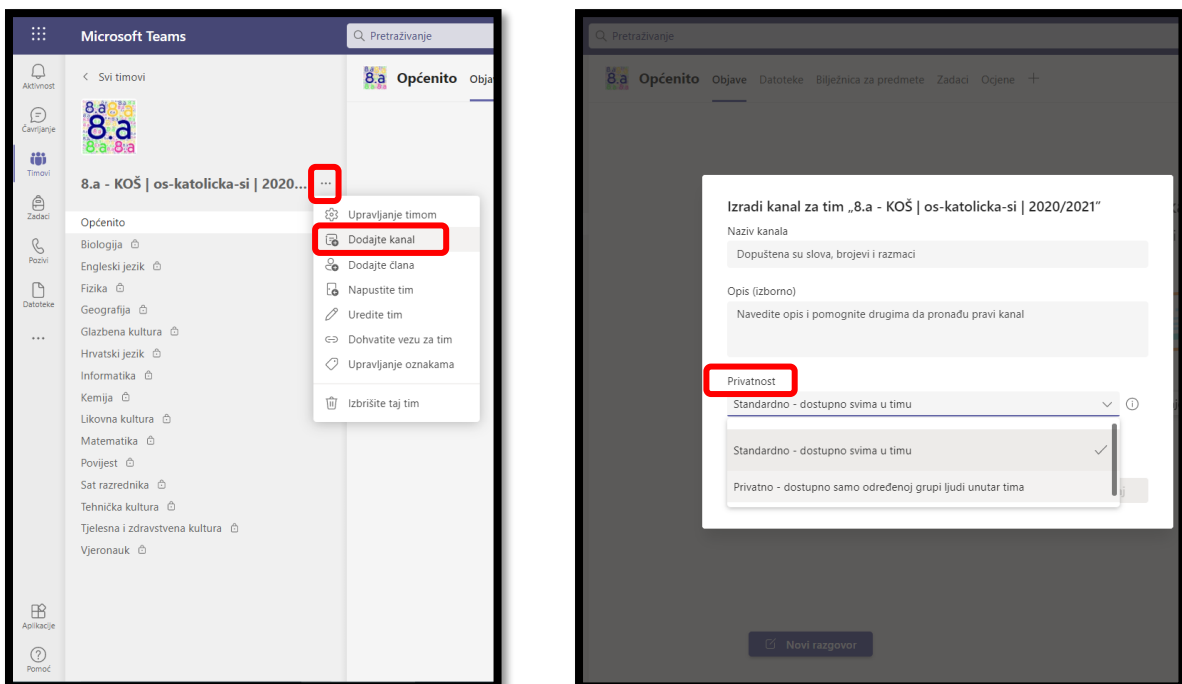 Microsoft Teams
Pretraživanje
Aktivnost
Čavrljanje
Timovi
Zadaci
Pozivi
Datoteke
Aplikacije
Pomoć
Svi timovi
8.a
8.a
8.a 8.a
8.a Općenito Obja
8.a - KOŠ | os-katolicka-si | 2020...
Općenito
Biologija
Engleski jezik
Fizika
Geografija
Glazbena kultura
Hrvatski jezik
Informatika
Kemija
Likovna kultura
Matematika
Povijest
Sat razrednika
Tehnička kultura
Tjelesna i zdravstvena kultura
Vjeronauk
Upravljanje timom
Dodajte kanal
Dodajte člana
Napustite tim
Uredite tim
Dohvatite vezu za tim
Upravljanje oznakama
Izbrišite taj tim
Pretraživanje
8.a Općenito Objave Datoteke Bilježnica za predmete Zadaci Ocjene
Izradi kanal za tim „8.a - KOŠ | os-katolicka-si | 2020/2021”
Naziv kanala
Dopuštena su slova, brojevi i razmaci
Opis (izborno)
Navedite opis i pomognite drugima da pronađu pravi kanal
Privatnost
Standardno - dostupno svima u timu
Standardno - dostupno svima u timu
Privatno - dostupno samo određenoj grupi ljudi unutar tima
Novi razgovor